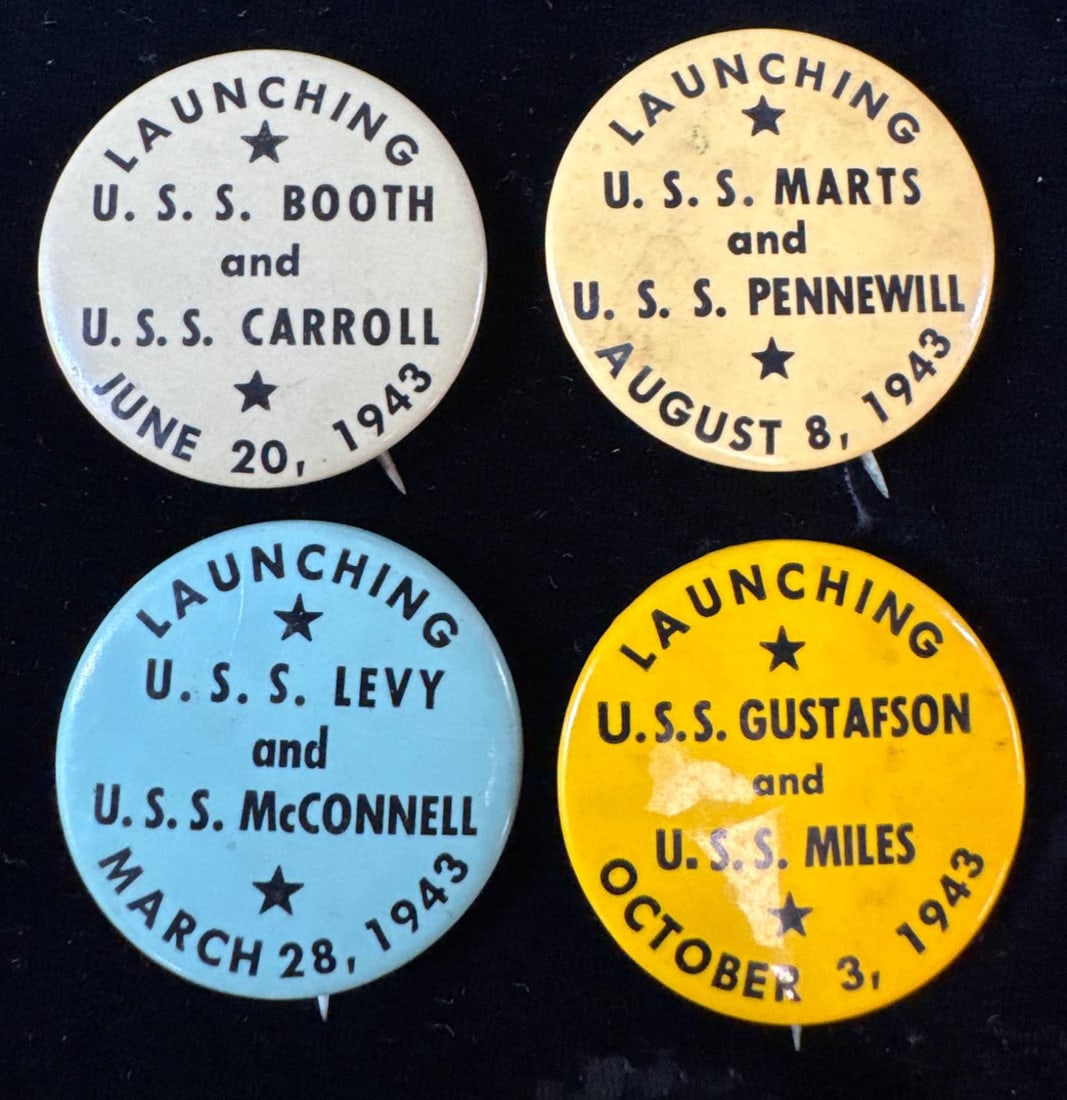 LAUNCHING
★
U. S. S. BOOTH
and
U. S. S. CARROLL
★
JUNE 20, 1943
LAUNCHING
★
U. S. S. MARTS
and
U. S. S. PENNEWILL
★
AUGUST 8, 1943
LAUNCHING
★
U. S. S. LEVY
and
U. S. S. McCONNELL
★
MARCH 28, 1943
LAUNCHING
★
U. S. S. GUSTAFSON
and
U. S. S. MILES
★
OCTOBER 3, 1943